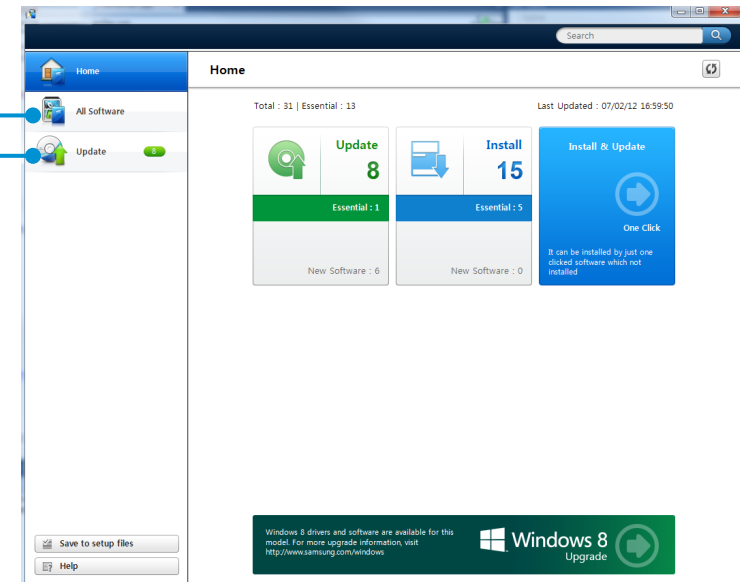 Search
Home
Home
All Software
Update 8
Total : 31 | Essential : 13
Last Updated : 07/02/12 16:59:50
Update
8
Essential : 1
New Software : 6
Install
15
Essential : 5
New Software : 0
Install & Update
One Click
It can be installed by just one
clicked software which not
installed
Save to setup files
Help
Windows 8 drivers and software are available for this
model. For more upgrade information, visit
http://www.samsung.com/windows
Windows 8
Upgrade